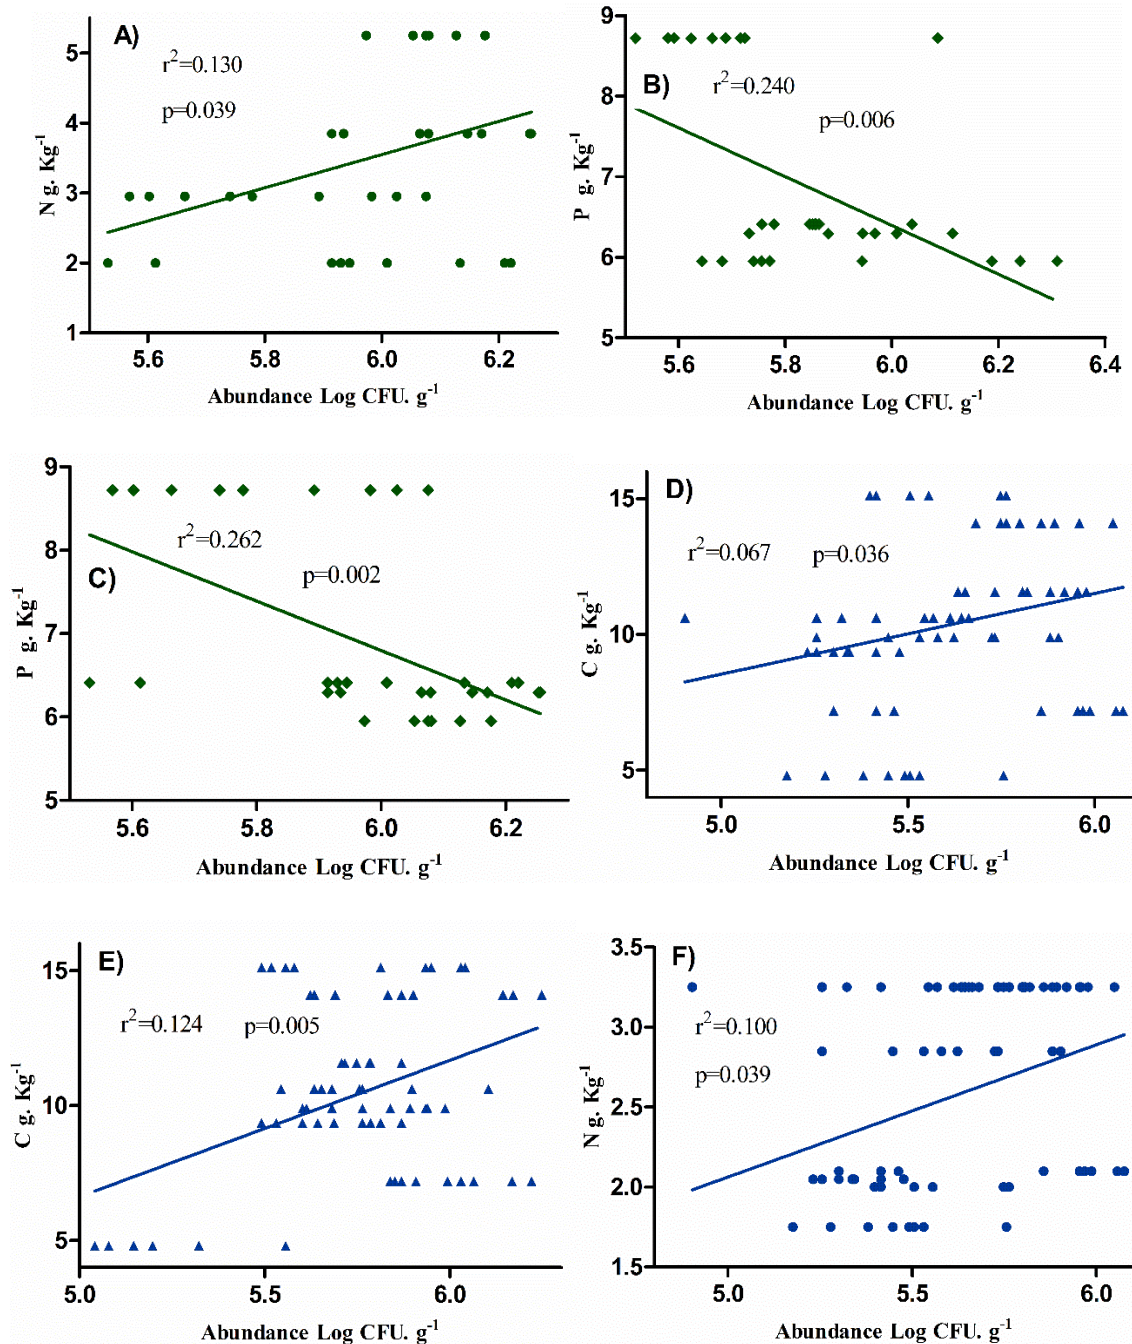 A)
r²=0.130
p=0.039
N g. Kg⁻¹
5
4
3
2
1
5.6 5.8 6.0 6.2
Abundance Log CFU. g⁻¹
B)
r²=0.240
p=0.006
P g. Kg⁻¹
9
8
7
6
5
5.6 5.8 6.0 6.2 6.4
Abundance Log CFU. g⁻¹
C)
r²=0.262
p=0.002
P g. Kg⁻¹
9
8
7
6
5
5.6 5.8 6.0 6.2
Abundance Log CFU. g⁻¹
D)
r²=0.067 p=0.036
C g. Kg⁻¹
15
10
5
5.0 5.5 6.0
Abundance Log CFU. g⁻¹
E)
r²=0.124 p=0.005
C g. Kg⁻¹
15
10
5
5.0 5.5 6.0
Abundance Log CFU. g⁻¹
F)
r²=0.100
p=0.039
N g. Kg⁻¹
3.5
3.0
2.5
2.0
1.5
5.0 5.5 6.0
Abundance Log CFU. g⁻¹